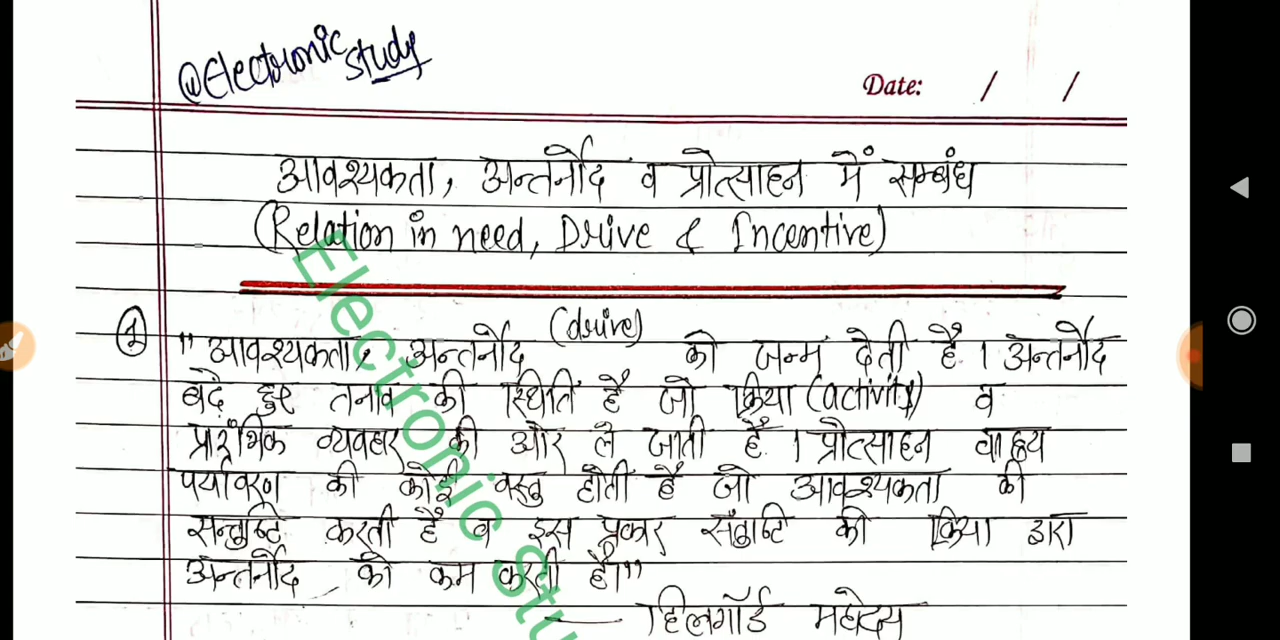 @Electronic Study
Date: / /
आवश्यकता, अन्तर्नोद व प्रोत्साहन में सम्बंध
(Relation in need, Drive & Incentive)
① "आवश्यकता, अन्तर्नोद (drive) को जन्म देती है। अन्तर्नोद
बढे हुए तनाव की स्थिति है जो क्रिया (activity) व
प्रारंभिक व्यवहार की ओर ले जाती है। प्रोत्साहन वाह्रय
पर्यावरण की कोई वस्तु होती है जो आवश्यकता की
सन्तुष्टि करती है व इस प्रकार संतुष्टि की क्रिया द्वारा
अन्तर्नोद को कम करती है।"
— हिलगॉर्ड महोदय
Electronic Stu